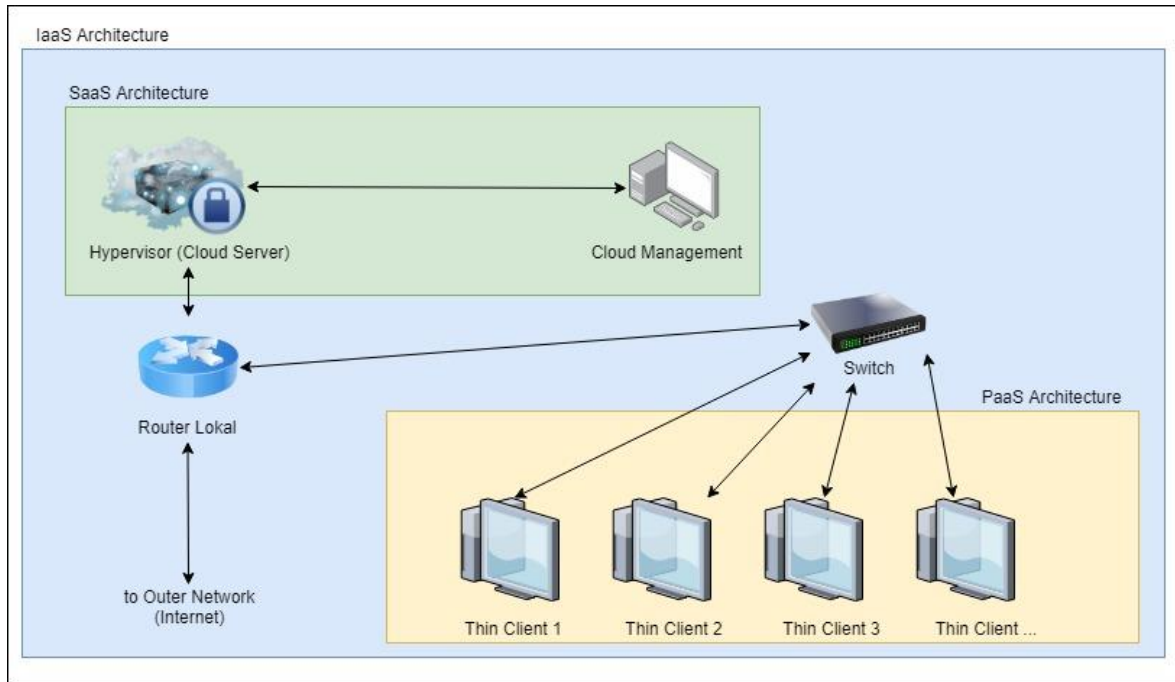 IaaS Architecture
SaaS Architecture
Hypervisor (Cloud Server)
Cloud Management
Switch
PaaS Architecture
Router Lokal
to Outer Network
(Internet)
Thin Client 1
Thin Client 2
Thin Client 3
Thin Client ...